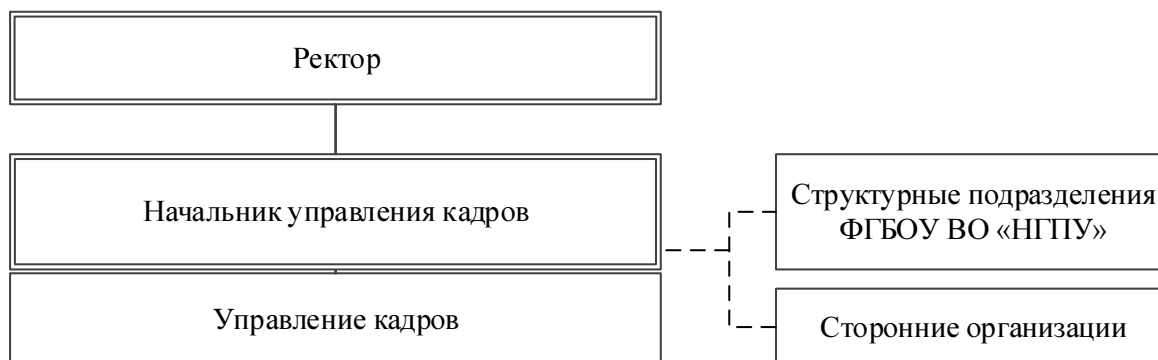 Ректор
Начальник управления кадров
Структурные подразделения
ФГБОУ ВО «НГПУ»
Управление кадров
Сторонние организации